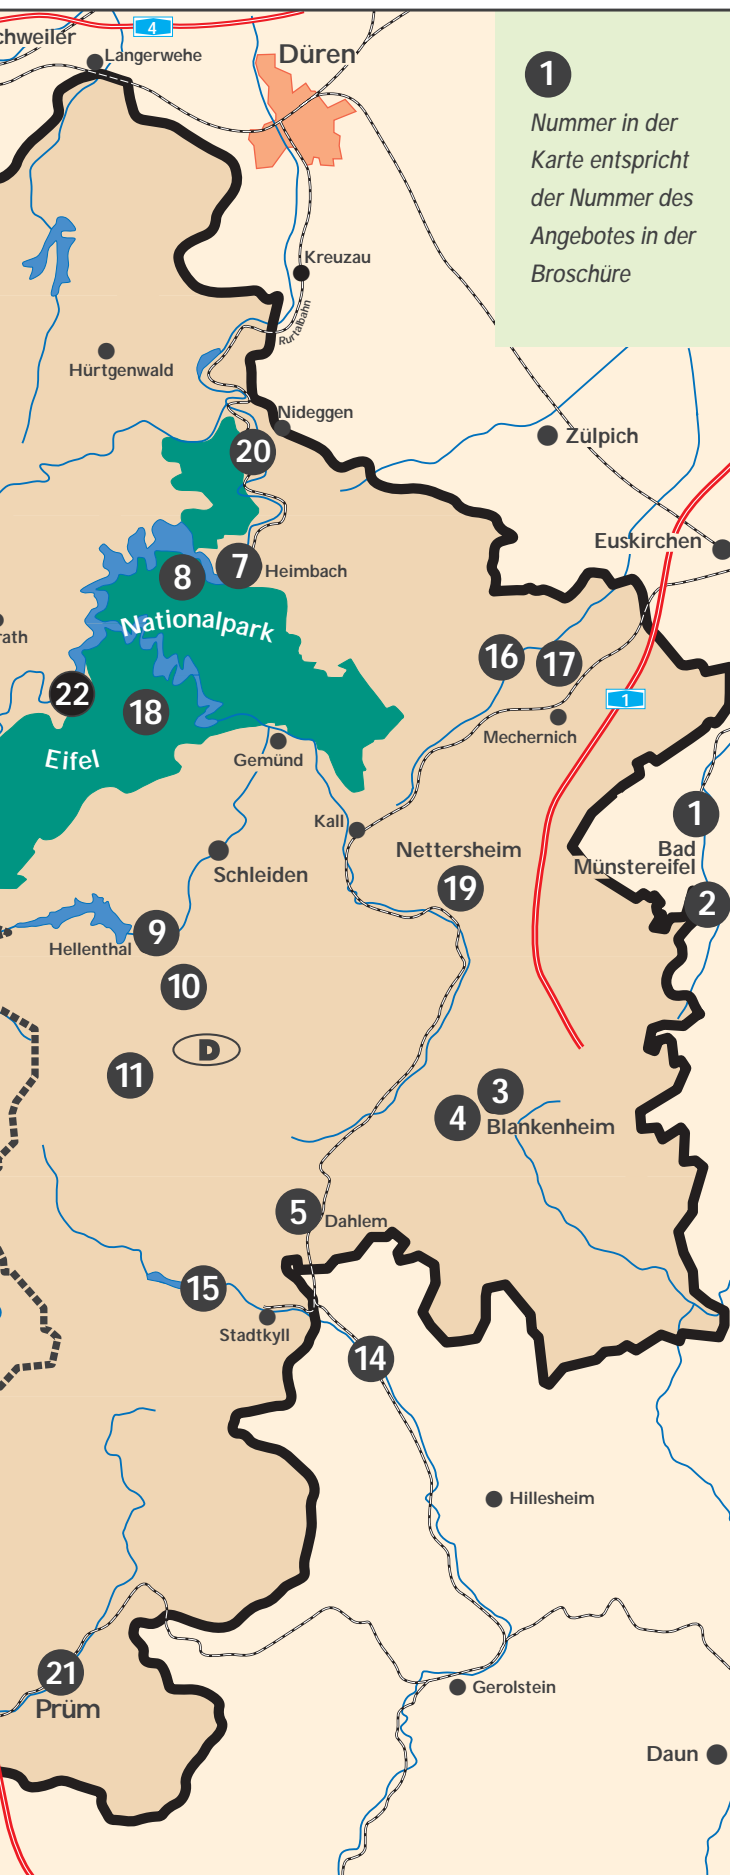 4
chweiler
Langerwehe
Düren
1
Nummer in der
Karte entspricht
der Nummer des
Angebotes in der
Broschüre
Kreuzau
Rurtalbahn
Hürtgenwald
Nideggen
20
Zülpich
Euskirchen
8
7
Heimbach
Nationalpark
rath
16
17
22
18
1
Mechernich
Eifel
Gemünd
Kall
1
Bad
Münstereifel
Nettersheim
Schleiden
19
2
9
Hellenthal
10
D
11
3
4
Blankenheim
5
Dahlem
15
Stadtkyll
14
Hillesheim
21
Prüm
Gerolstein
Daun